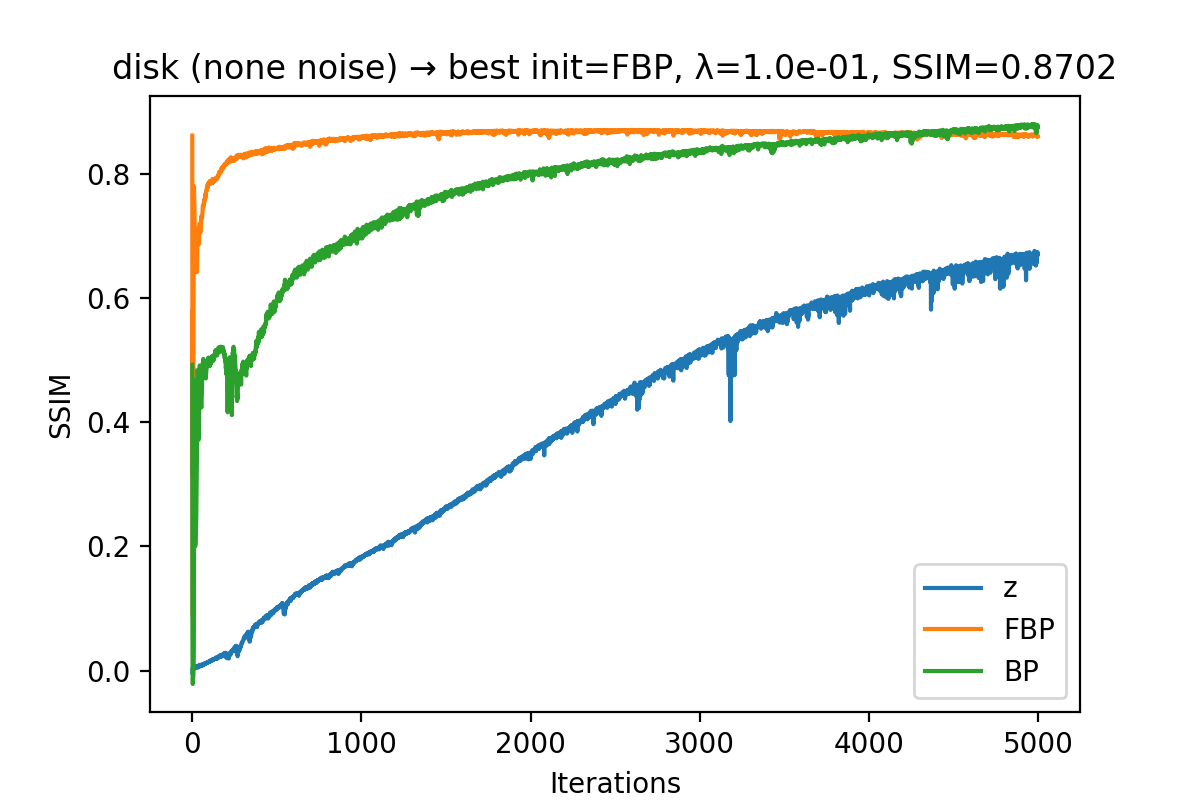 disk (none noise) → best init=FBP, λ=1.0e-01, SSIM=0.8702
SSIM
0.8
0.6
0.4
0.2
0.0
z
FBP
BP
0 1000 2000 3000 4000 5000
Iterations